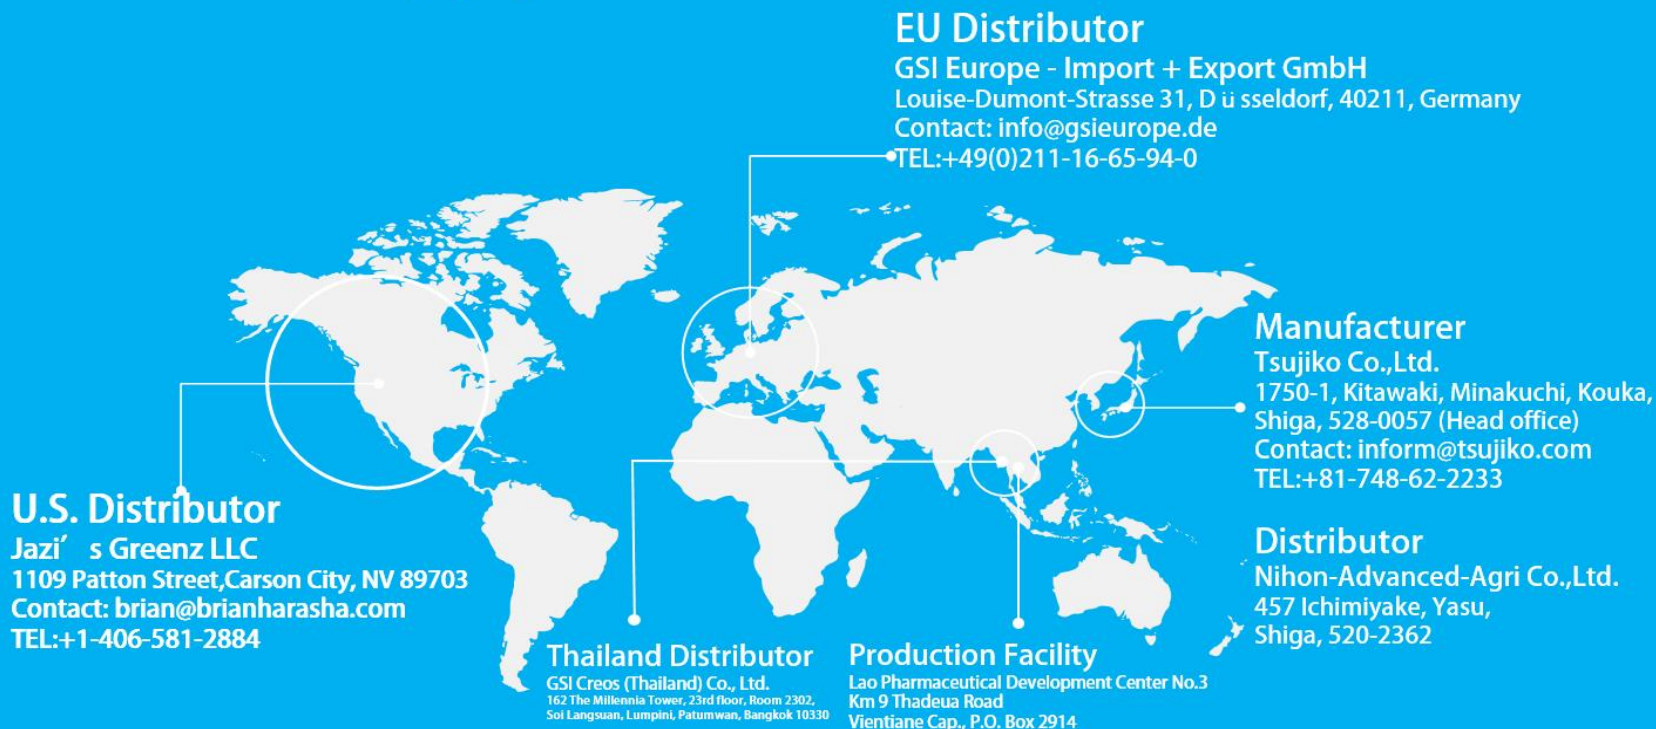 EU Distributor
GSI Europe - Import + Export GmbH
Louise-Dumont-Strasse 31, D ü sseldorf, 40211, Germany
Contact: info@gsieurope.de
TEL:+49(0)211-16-65-94-0
Manufacturer
Tsujiko Co.,Ltd.
1750-1, Kitawaki, Minakuchi, Kouka,
Shiga, 528-0057 (Head office)
Contact: inform@tsujiko.com
TEL:+81-748-62-2233
U.S. Distributor
Jazi′ s Greenz LLC
1109 Patton Street,Carson City, NV 89703
Contact: brian@brianharasha.com
TEL:+1-406-581-2884
Distributor
Nihon-Advanced-Agri Co.,Ltd.
457 Ichimiyake, Yasu,
Shiga, 520-2362
Thailand Distributor
GSI Creos (Thailand) Co., Ltd.
162 The Millennia Tower, 23rd floor, Room 2302,
Soi Langsuan, Lumpini, Patumwan, Bangkok 10330
Production Facility
Lao Pharmaceutical Development Center No.3
Km 9 Thadeua Road
Vientiane Cap., P.O. Box 2914